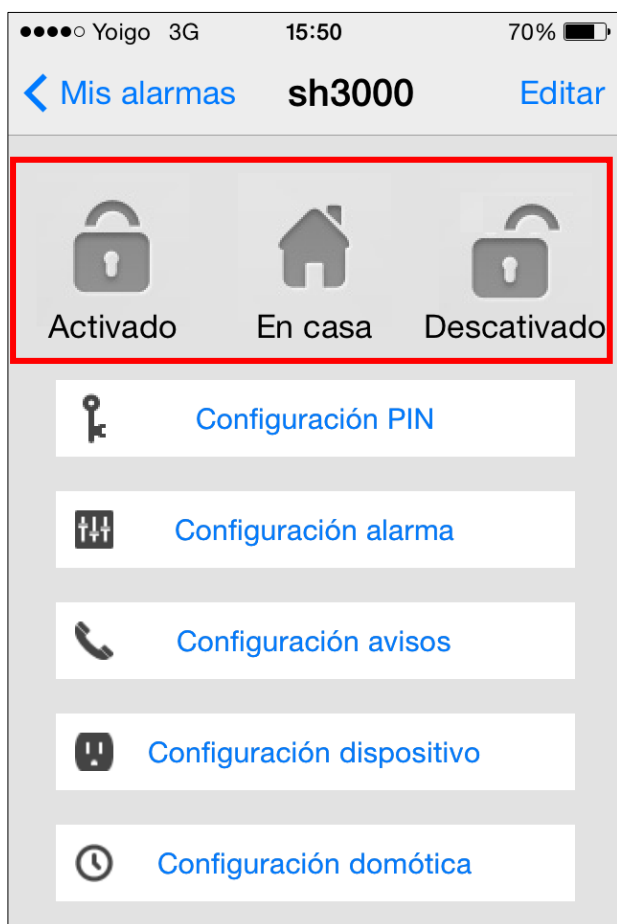 Yoigo 3G 15:50 70%
Mis alarmas sh3000 Editar
Activado En casa Descativado
Configuración PIN
Configuración alarma
Configuración avisos
Configuración dispositivo
Configuración domótica